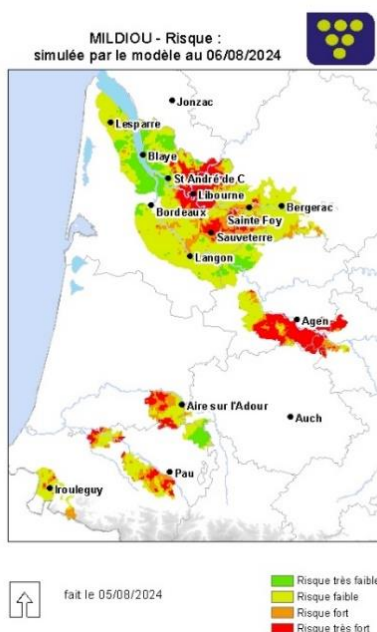 MILDIOU - Risque :
simulée par le modèle au 06/08/2024
Jonzac
Lesparre
Blaye
St André de C
Libourne
Bordeaux
Bergerac
Sainte Foy
Sauveterre
Langon
Agen
Aire sur l'Adour
Auch
Pau
Irouleguy
fait le 05/08/2024
Risque très faible
Risque faible
Risque fort
Risque très fort